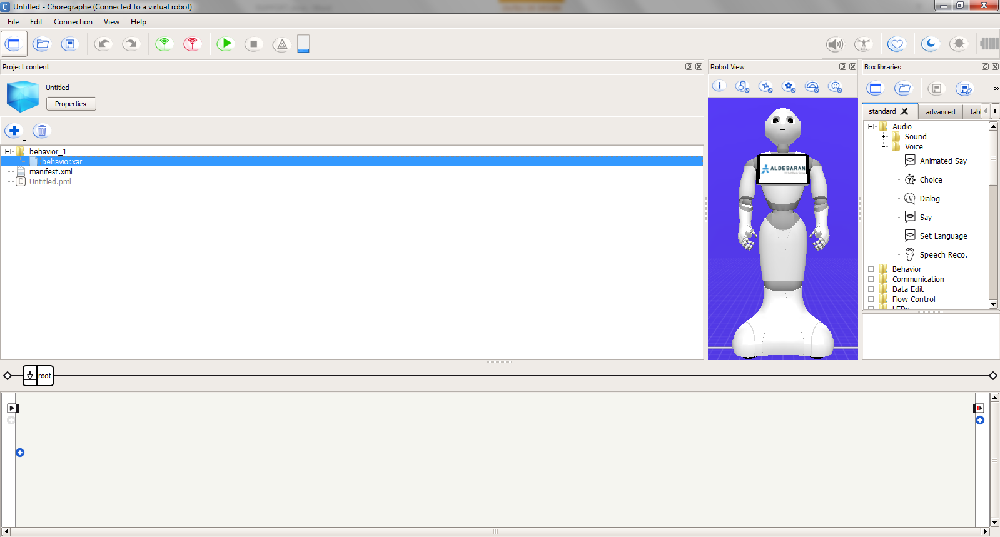 Untitled - Choregraphe (Connected to a virtual robot)
File Edit Connection View Help
Project content
Robot View
Box libraries
Untitled
Properties
standard
advanced
tab
behavior_1
behavior.xar
manifest.xml
Untitled.pml
ALDEBARAN
Audio
Sound
Voice
Animated Say
Choice
Dialog
Say
Set Language
Speech Reco.
Behavior
Communication
Data Edit
Flow Control
LEDs
root